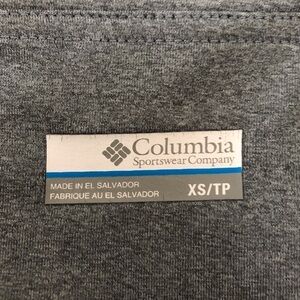 Columbia
Sportswear Company
MADE IN EL SALVADOR
FABRIQUE AU EL SALVADOR
XS/TP